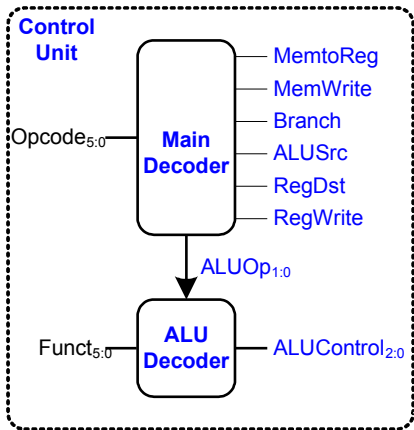 Control
Unit
MemtoReg
MemWrite
Branch
ALUSrc
RegDst
RegWrite
Opcode5:0
Main
Decoder
ALUOp1:0
Funct5:0
ALU
Decoder
ALUControl2:0